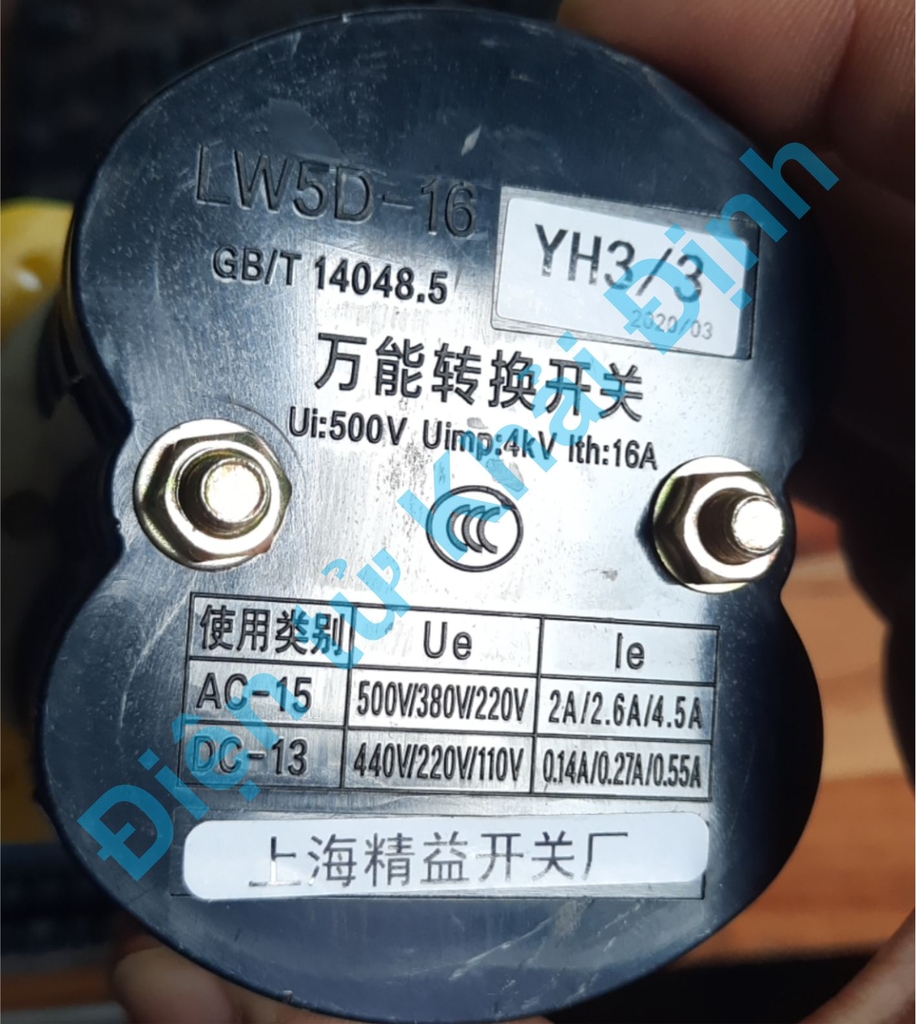 LW5D-16
YH3/3
2020/03
GB/T 14048.5
万能转换开关
Ui:500V Uimp:4kV Ith:16A
CCC
使用类别 Ue Ie
AC-15 500V/380V/220V 2A/2.6A/4.5A
DC-13 440V/220V/110V 0.14A/0.27A/0.55A
上海精益开关厂
Điện Tử Khải Định